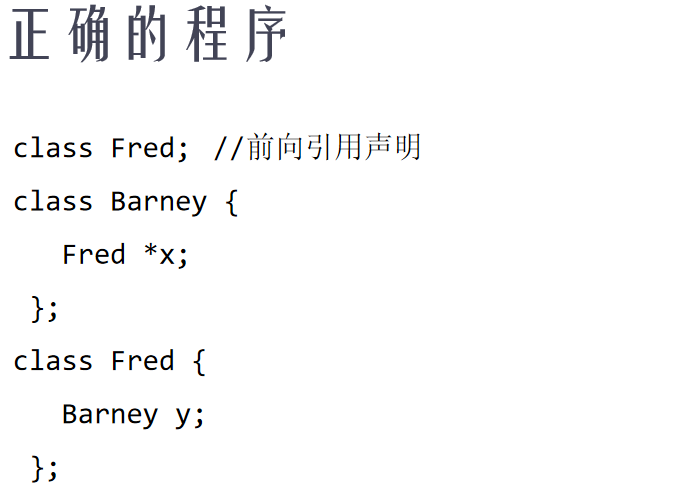 正确的程序
class Fred; //前向引用声明
class Barney {
   Fred *x;
 };
class Fred {
   Barney y;
 };